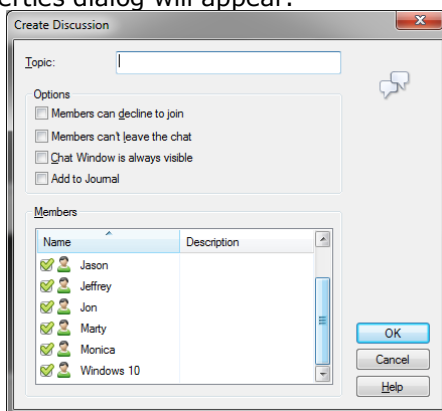 erties dialog will appear.
Create Discussion
Topic:
Options
Members can decline to join
Members can't leave the chat
Chat Window is always visible
Add to Journal
Members
Name Description
Jason
Jeffrey
Jon
Marty
Monica
Windows 10
OK
Cancel
Help